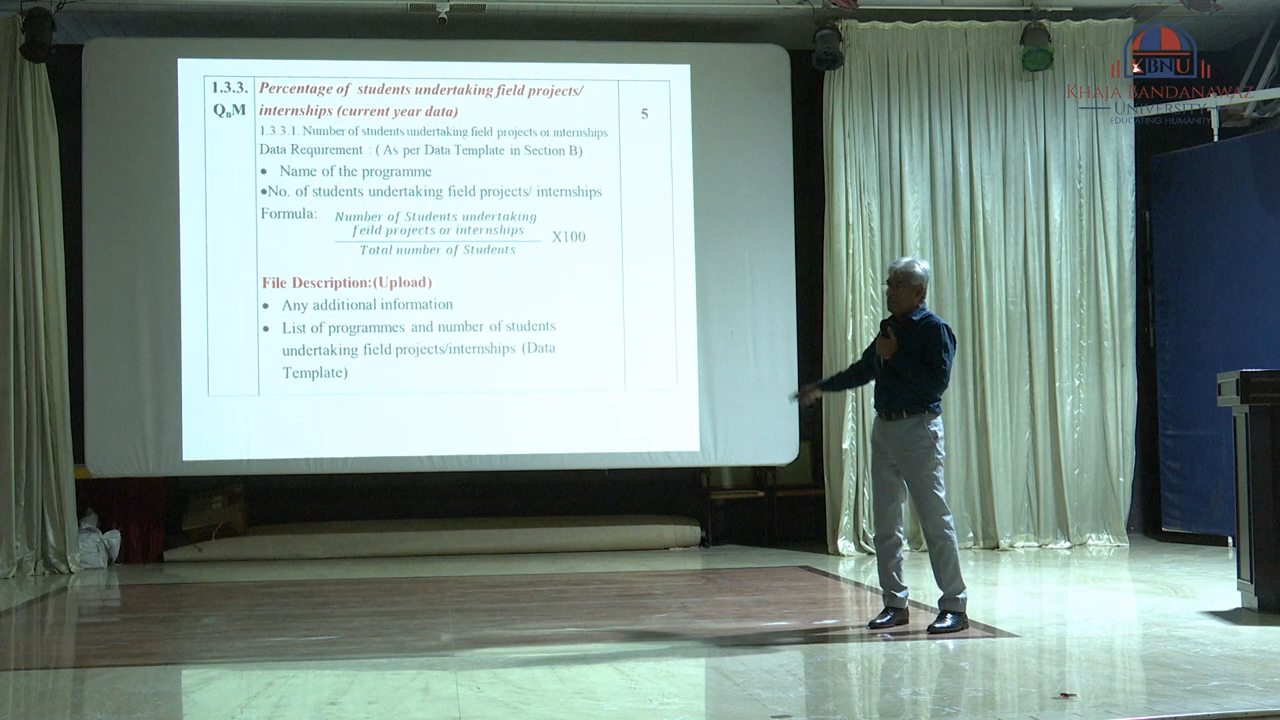 1.3.3.
QnM
Percentage of students undertaking field projects/
internships (current year data)
5
1.3.3.1. Number of students undertaking field projects or internships
Data Requirement : ( As per Data Template in Section B)
• Name of the programme
•No. of students undertaking field projects/ internships
Formula:
Number of Students undertaking
feild projects or internships
Total number of Students
X100
File Description:(Upload)
• Any additional information
• List of programmes and number of students
undertaking field projects/internships (Data
Template)
KBNU
KHAJA BANDANAWAZ
UNIVERSITY
EDUCATING HUMANITY